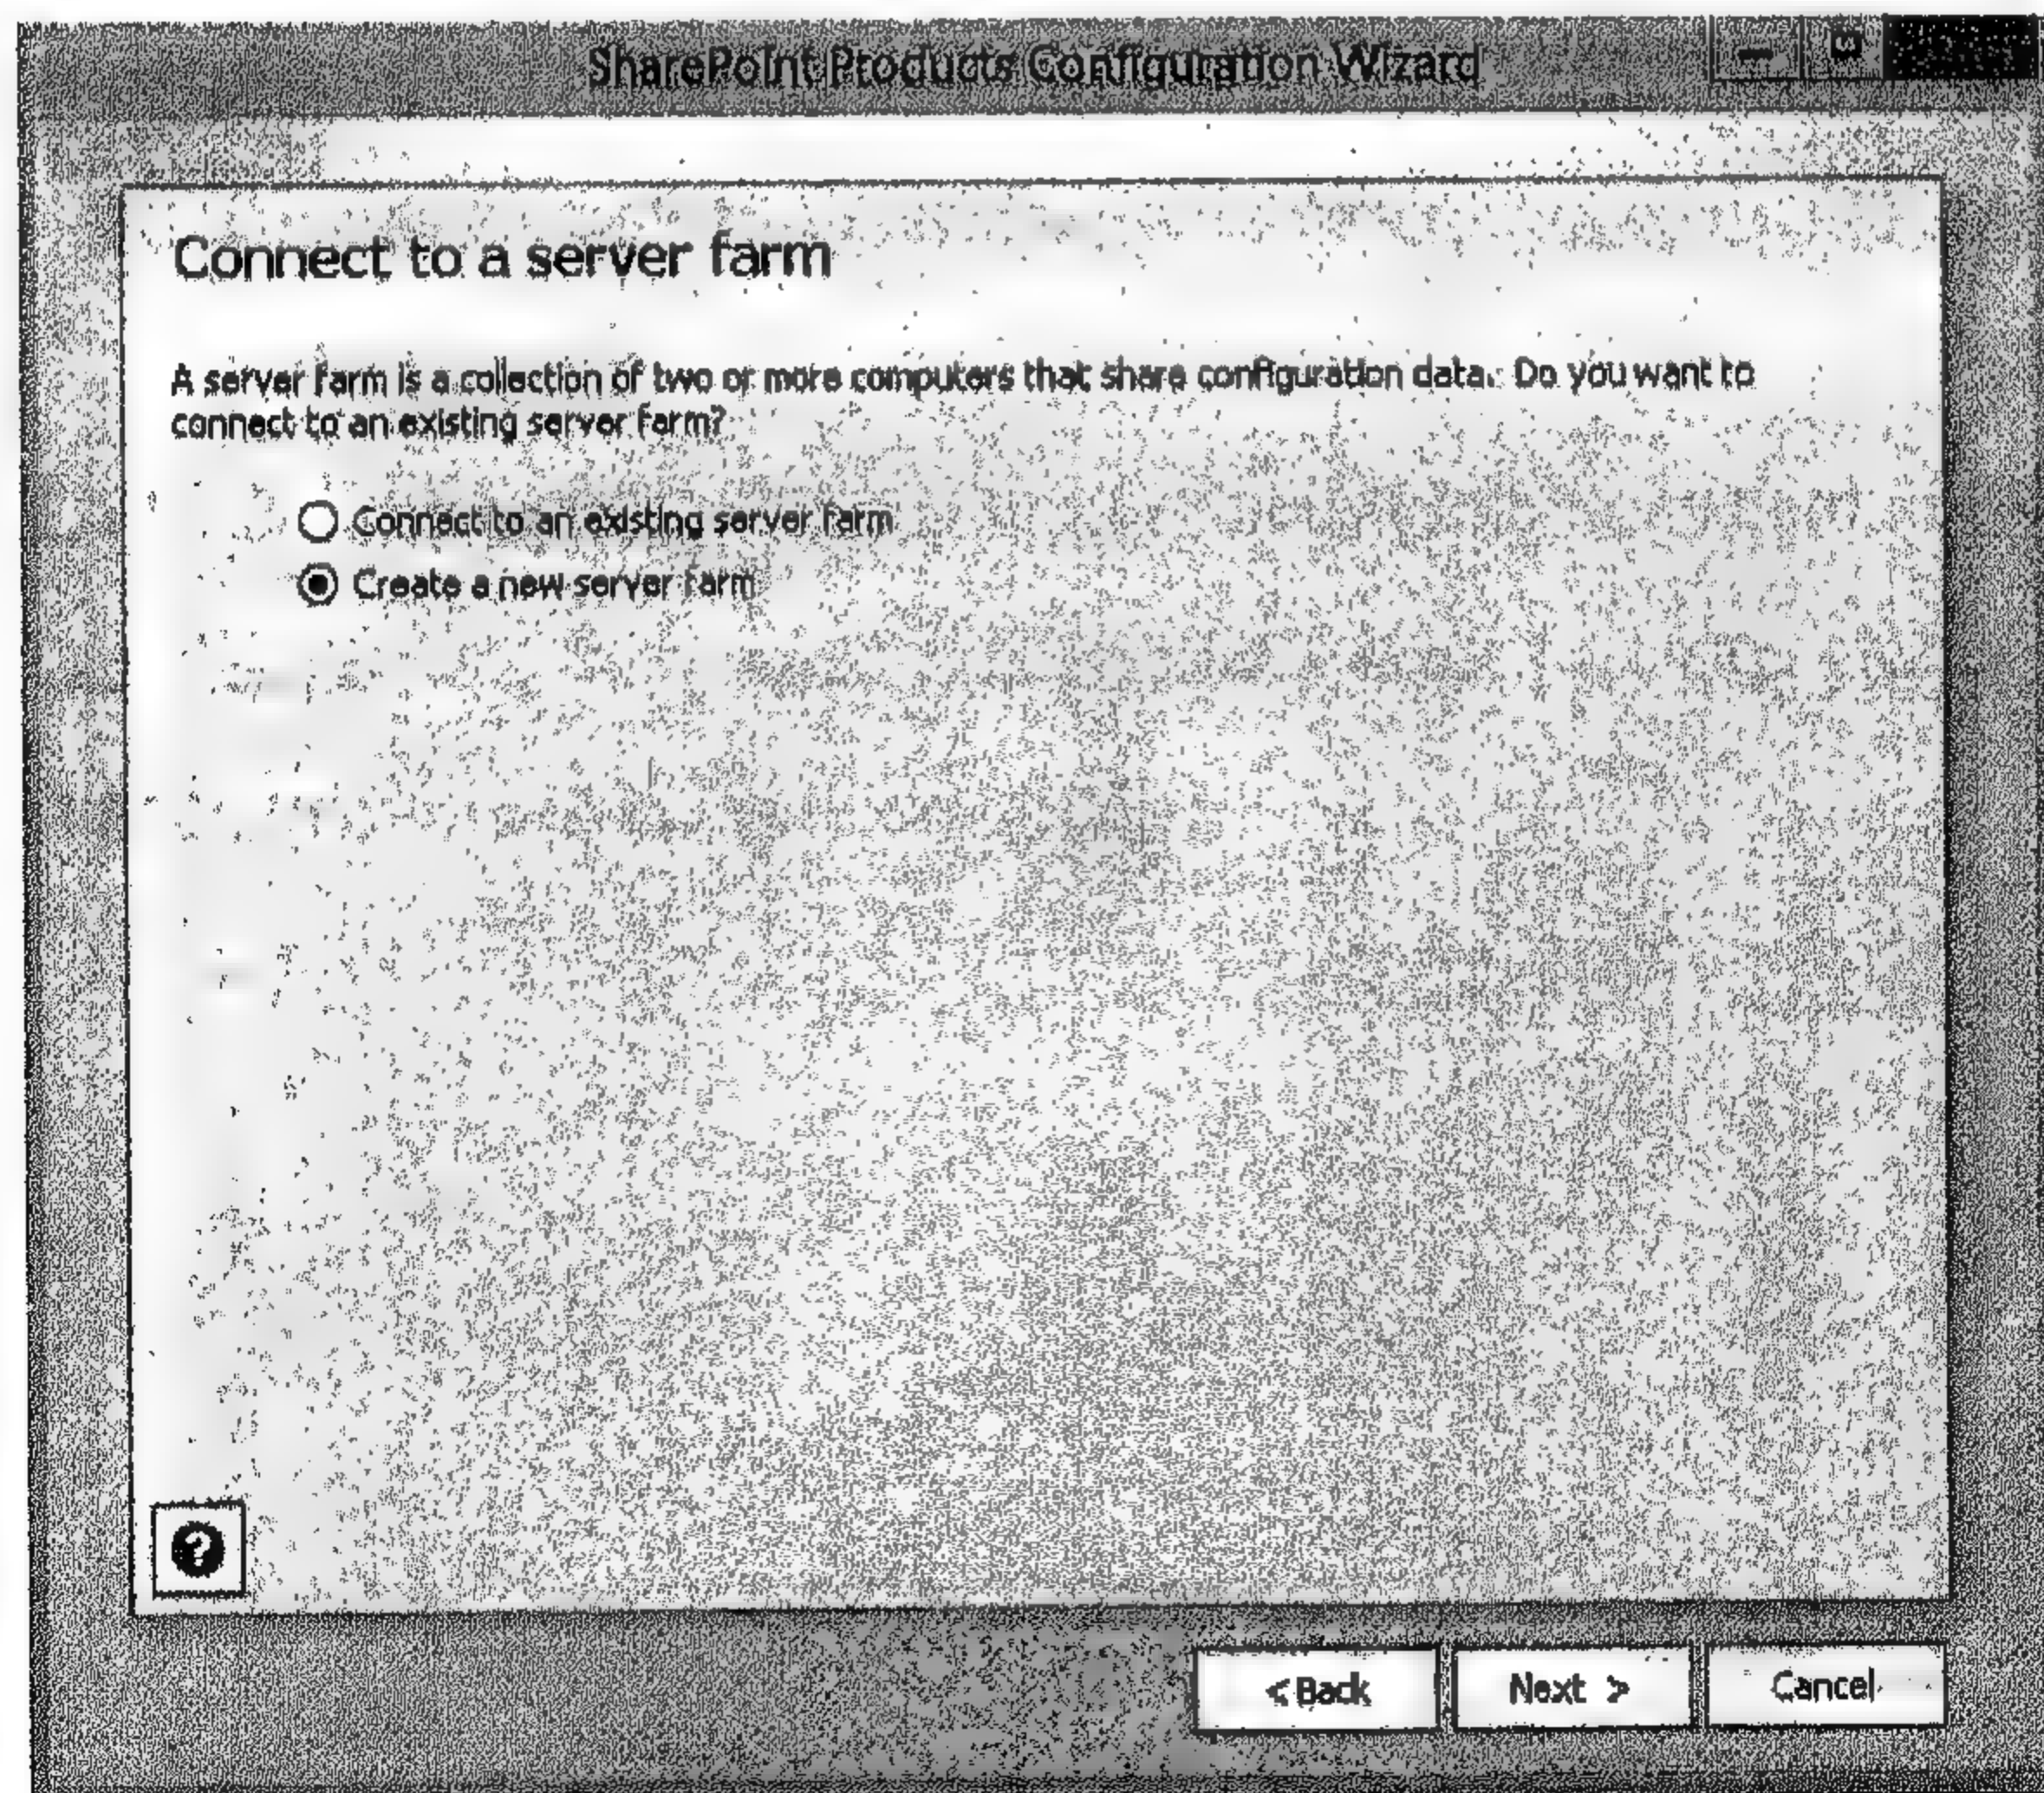 SharePoint Products Configuration Wizard
Connect to a server farm
A server farm is a collection of two or more computers that share configuration data. Do you want to
connect to an existing server farm?
Connect to an existing server farm
Create a new server farm
?
< Back
Next >
Cancel